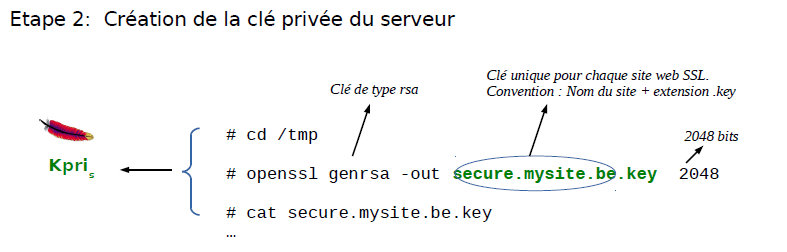 Etape 2: Création de la clé privée du serveur
Clé unique pour chaque site web SSL.
Convention : Nom du site + extension .key
Clé de type rsa
# cd /tmp
2048 bits
Kpris
# openssl genrsa -out secure.mysite.be.key 2048
# cat secure.mysite.be.key
…